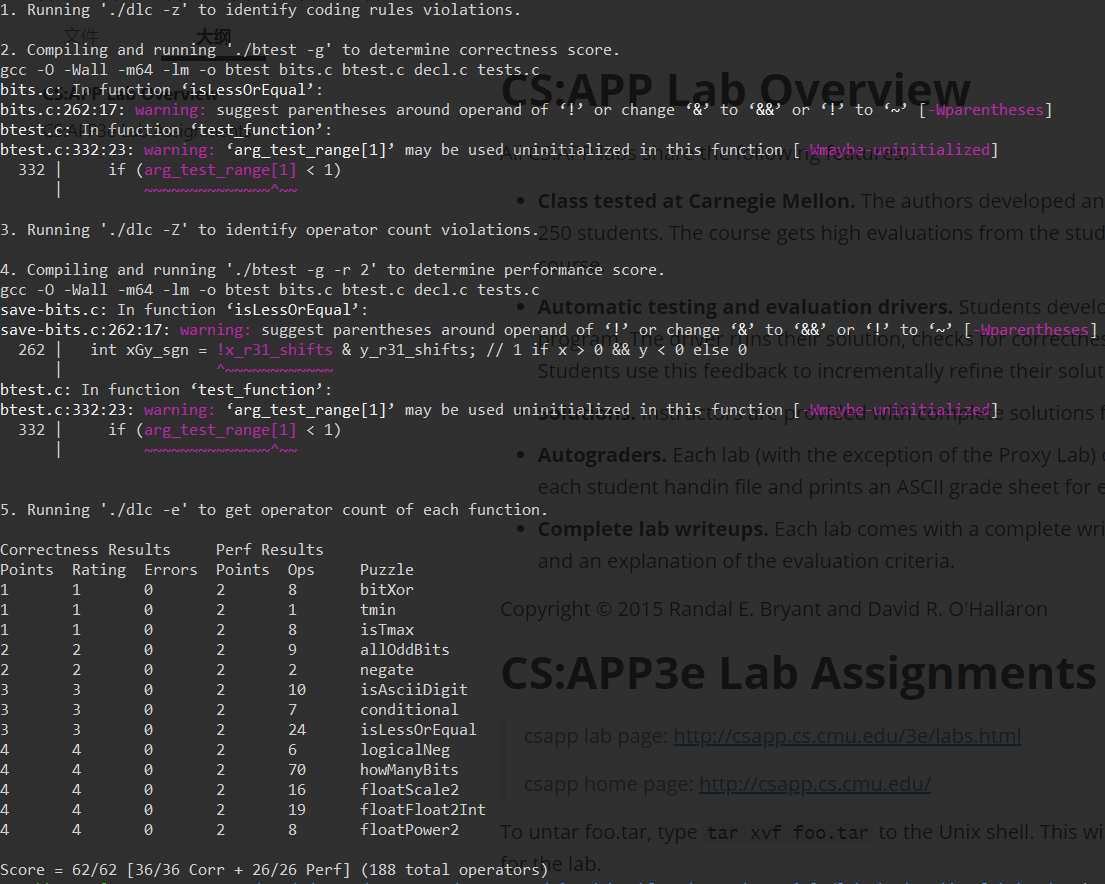 1. Running './dlc -z' to identify coding rules violations.
文件 大纲
2. Compiling and running './btest -g' to determine correctness score.
gcc -O -Wall -m64 -lm -o btest bits.c btest.c decl.c tests.c
bits.c: In function ‘isLessOrEqual’:
bits.c:262:17: warning: suggest parentheses around operand of ‘!’ or change ‘&’ to ‘&&’ or ‘!’ to ‘~’ [-Wparentheses]
btest.c: In function ‘test_function’:
btest.c:332:23: warning: ‘arg_test_range[1]’ may be used uninitialized in this function [-Wmaybe-uninitialized]
332 | if (arg_test_range[1] < 1)
| ~~~~~~~~~~~~~~^~~
3. Running './dlc -Z' to identify operator count violations.
4. Compiling and running './btest -g -r 2' to determine performance score.
gcc -O -Wall -m64 -lm -o btest bits.c btest.c decl.c tests.c
save-bits.c: In function ‘isLessOrEqual’:
save-bits.c:262:17: warning: suggest parentheses around operand of ‘!’ or change ‘&’ to ‘&&’ or ‘!’ to ‘~’ [-Wparentheses]
262 | int xGy_sgn = !x_r31_shifts & y_r31_shifts; // 1 if x > 0 && y < 0 else 0
| ^~~~~~~~~~~~~
btest.c: In function ‘test_function’:
btest.c:332:23: warning: ‘arg_test_range[1]’ may be used uninitialized in this function [-Wmaybe-uninitialized]
332 | if (arg_test_range[1] < 1)
| ~~~~~~~~~~~~~~^~~
5. Running './dlc -e' to get operator count of each function.
Correctness Results Perf Results
Points Rating Errors Points Ops Puzzle
1 1 0 2 8 bitXor
1 1 0 2 1 tmin
1 1 0 2 8 isTmax
2 2 0 2 9 allOddBits
2 2 0 2 2 negate
3 3 0 2 10 isAsciiDigit
3 3 0 2 7 conditional
3 3 0 2 24 isLessOrEqual
4 4 0 2 6 logicalNeg
4 4 0 2 70 howManyBits
4 4 0 2 16 floatScale2
4 4 0 2 19 floatFloat2Int
4 4 0 2 8 floatPower2
Score = 62/62 [36/36 Corr + 26/26 Perf] (188 total operators)
CS:APP Lab Overview
All CS:APP labs share the following features:
Class tested at Carnegie Mellon. The authors developed an
250 students. The course gets high evaluations from the stud
course.
Automatic testing and evaluation drivers. Students develo
program. The driver runs their solution, checks for correctnes
Students use this feedback to incrementally refine their solut
Solutions. Instructors are provided with complete solutions f
Autograders. Each lab (with the exception of the Proxy Lab)
each student handin file and prints an ASCII grade sheet for e
Complete lab writeups. Each lab comes with a complete wri
and an explanation of the evaluation criteria.
Copyright © 2015 Randal E. Bryant and David R. O'Hallaron
CS:APP3e Lab Assignments
csapp lab page: http://csapp.cs.cmu.edu/3e/labs.html
csapp home page: http://csapp.cs.cmu.edu/
To untar foo.tar, type tar xvf foo.tar to the Unix shell. This wi
for the lab.